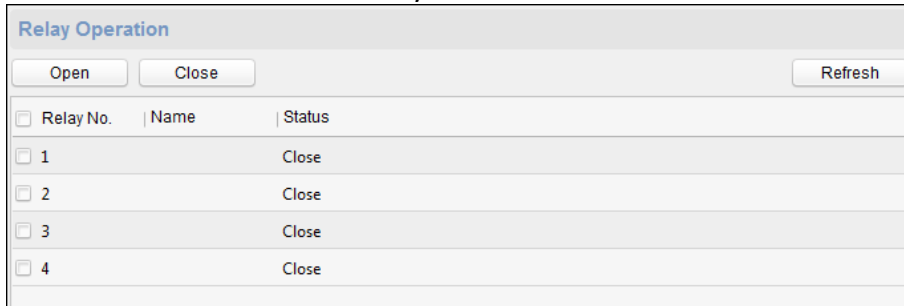 Relay Operation
Open Close Refresh
Relay No. Name Status
1 Close
2 Close
3 Close
4 Close